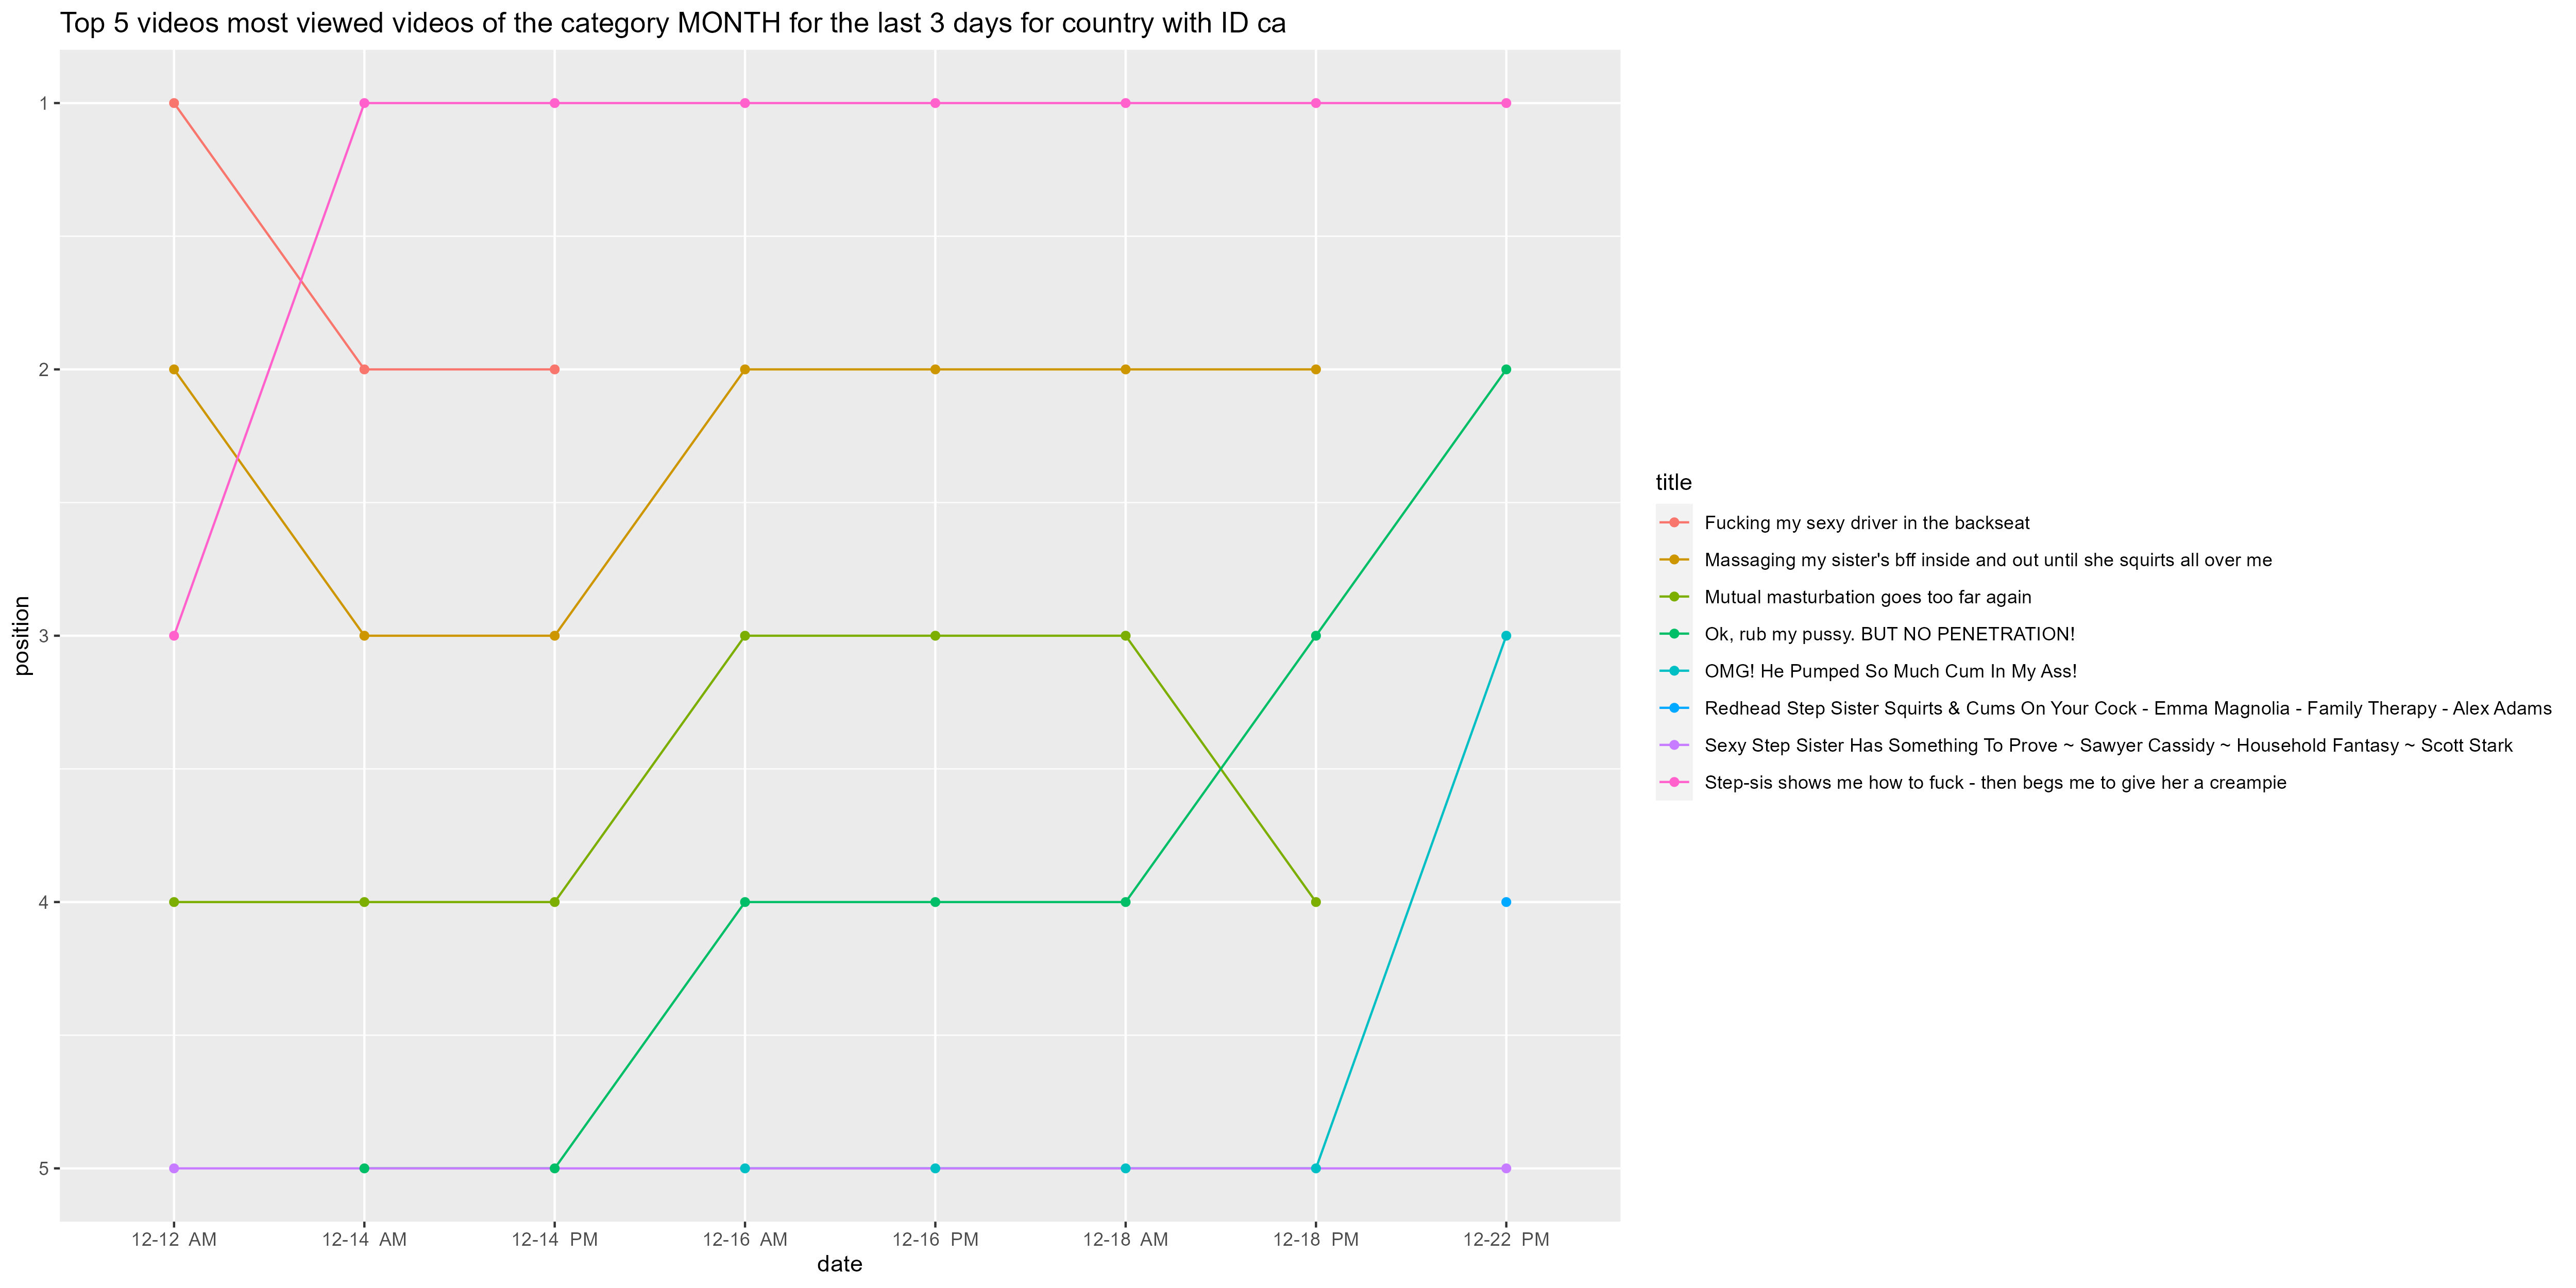 Top 5 videos most viewed videos of the category MONTH for the last 3 days for country with ID ca
1
2
3
4
5
position
12-12 AM
12-14 AM
12-14 PM
12-16 AM
12-16 PM
12-18 AM
12-18 PM
12-22 PM
date
title
Fucking my sexy driver in the backseat
Massaging my sister's bff inside and out until she squirts all over me
Mutual masturbation goes too far again
Ok, rub my pussy. BUT NO PENETRATION!
OMG! He Pumped So Much Cum In My Ass!
Redhead Step Sister Squirts & Cums On Your Cock - Emma Magnolia - Family Therapy - Alex Adams
Sexy Step Sister Has Something To Prove ~ Sawyer Cassidy ~ Household Fantasy ~ Scott Stark
Step-sis shows me how to fuck - then begs me to give her a creampie